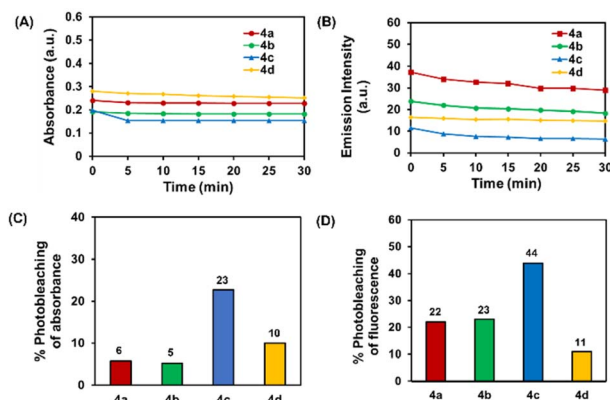 (A)
Absorbance (a.u.)
0.6
0.5
0.4
0.3
0.2
0.1
0
0 5 10 15 20 25 30
Time (min)
4a
4b
4c
4d
(B)
Emission Intensity
(a.u.)
60
50
40
30
20
10
0
0 5 10 15 20 25 30
Time (min)
4a
4b
4c
4d
(C)
% Photobleaching
of absorbance
40
30
20
10
0
6
5
23
10
4a 4b 4c 4d
(D)
% Photobleaching
of fluorescence
60
50
40
30
20
10
0
22
23
44
11
4a 4b 4c 4d